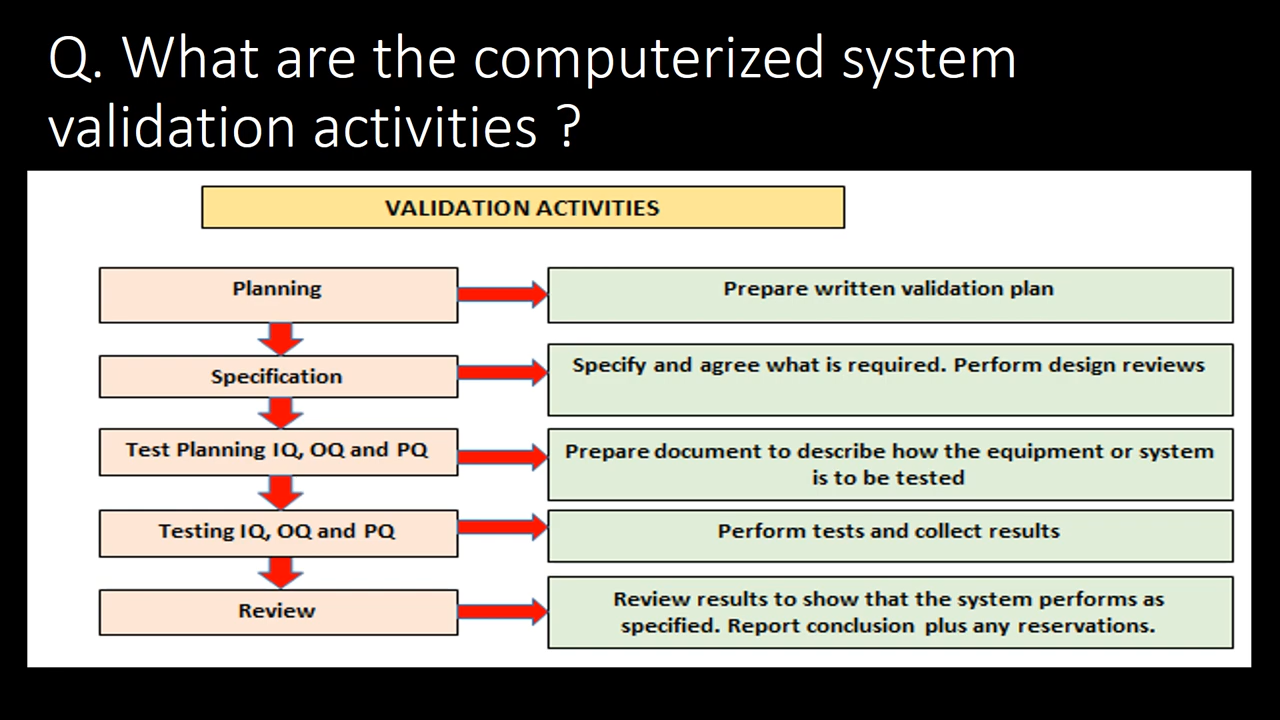 Q. What are the computerized system
validation activities ?
VALIDATION ACTIVITIES
Planning
Prepare written validation plan
Specification
Specify and agree what is required. Perform design reviews
Test Planning IQ, OQ and PQ
Prepare document to describe how the equipment or system
is to be tested
Testing IQ, OQ and PQ
Perform tests and collect results
Review
Review results to show that the system performs as
specified. Report conclusion plus any reservations.